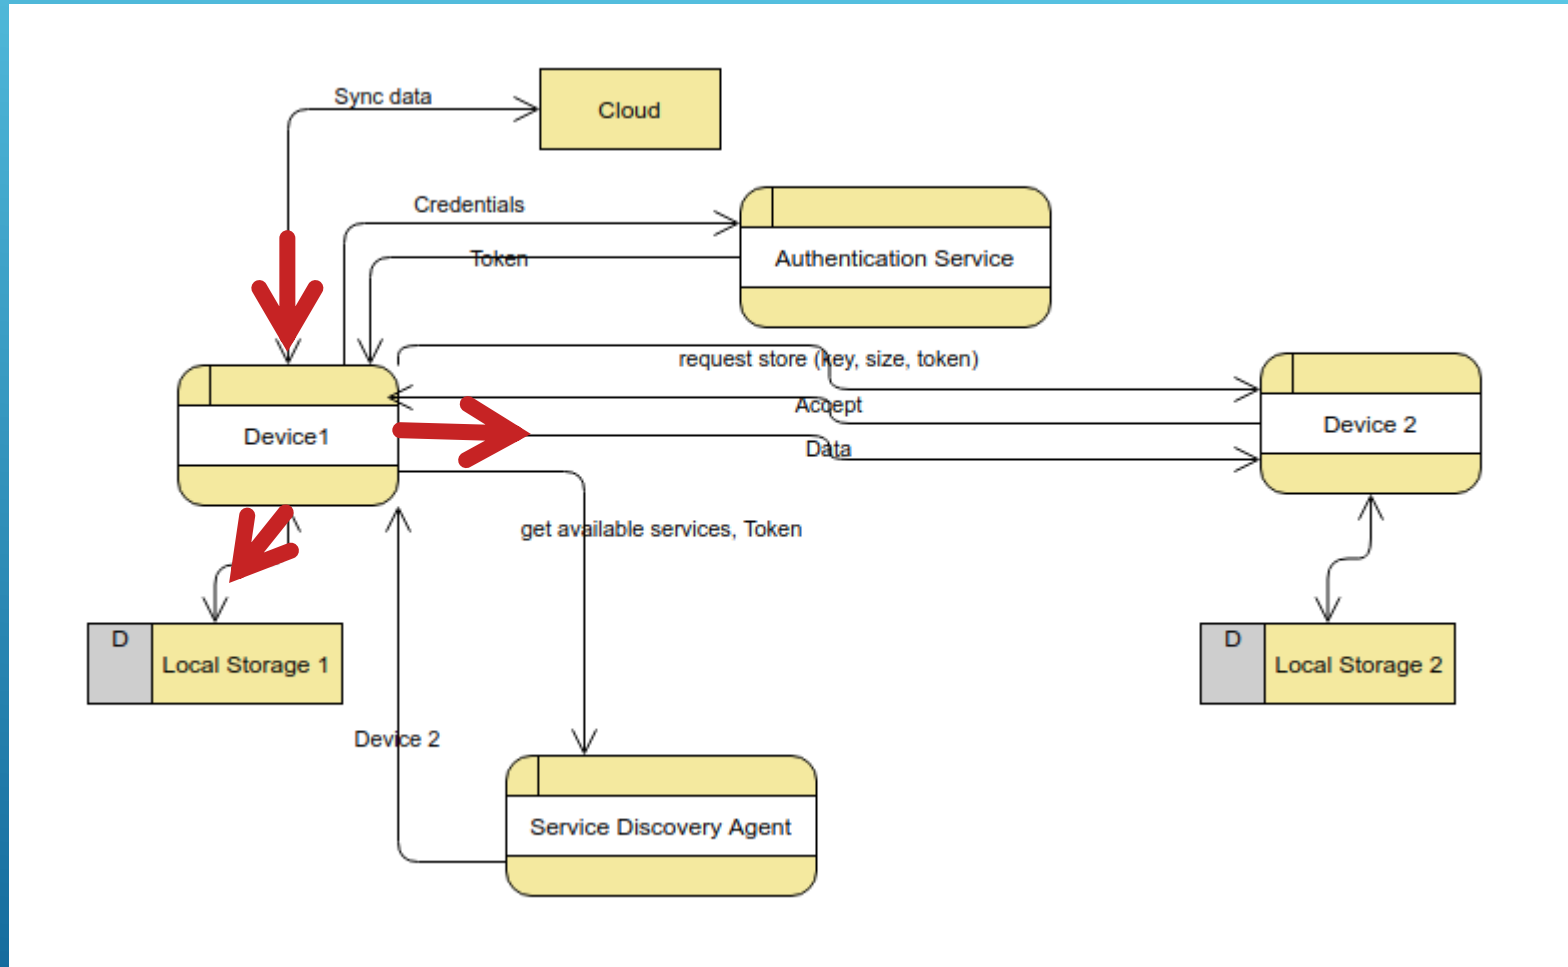 Sync data
Cloud
Credentials
Token
Authentication Service
request store (key, size, token)
Accept
Data
Device1
Device 2
get available services, Token
D
Local Storage 1
D
Local Storage 2
Device 2
Service Discovery Agent